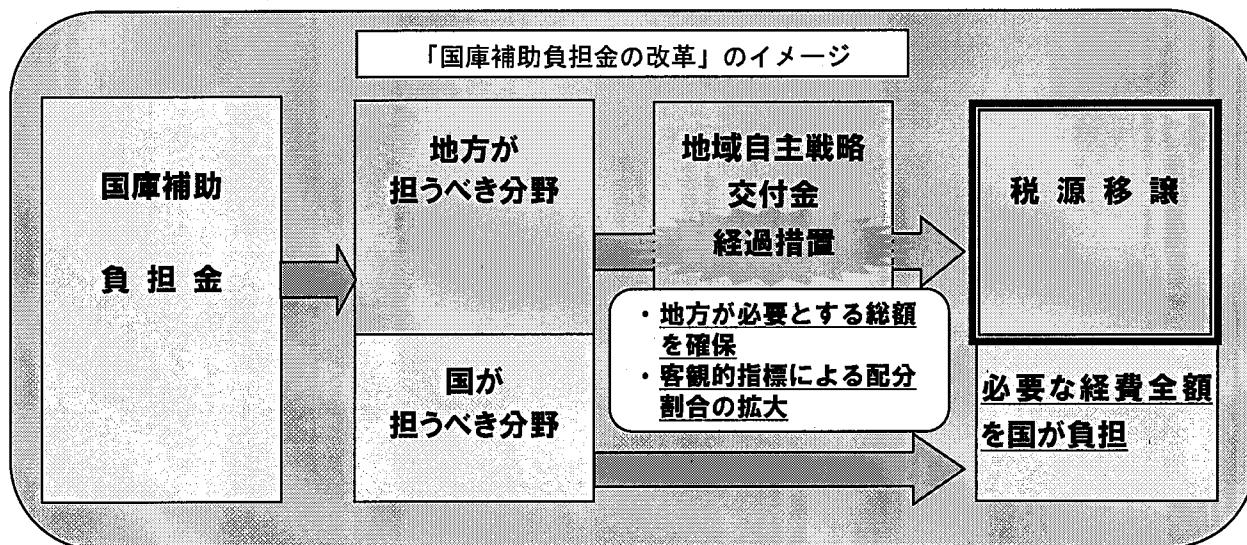 「国庫補助負担金の改革」のイメージ
国庫補助
負担金
地方が
担うべき分野
国が
担うべき分野
地域自主戦略
交付金
経過措置
・地方が必要とする総額
を確保
・客観的指標による配分
割合の拡大
税源移譲
必要な経費全額
を国が負担